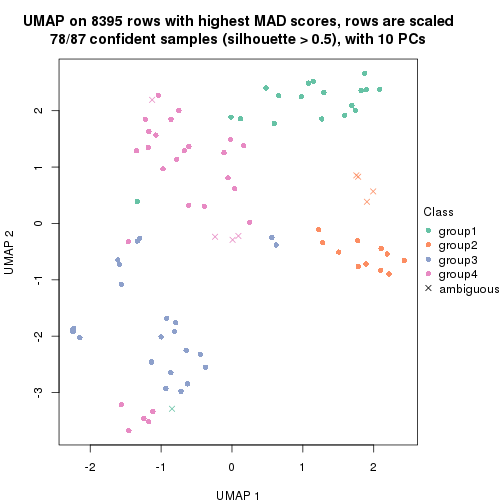 UMAP on 8395 rows with highest MAD scores, rows are scaled
78/87 confident samples (silhouette > 0.5), with 10 PCs
2
1
0
-1
-2
-3
UMAP 2
-2
-1
0
1
2
UMAP 1
Class
group1
group2
group3
group4
ambiguous